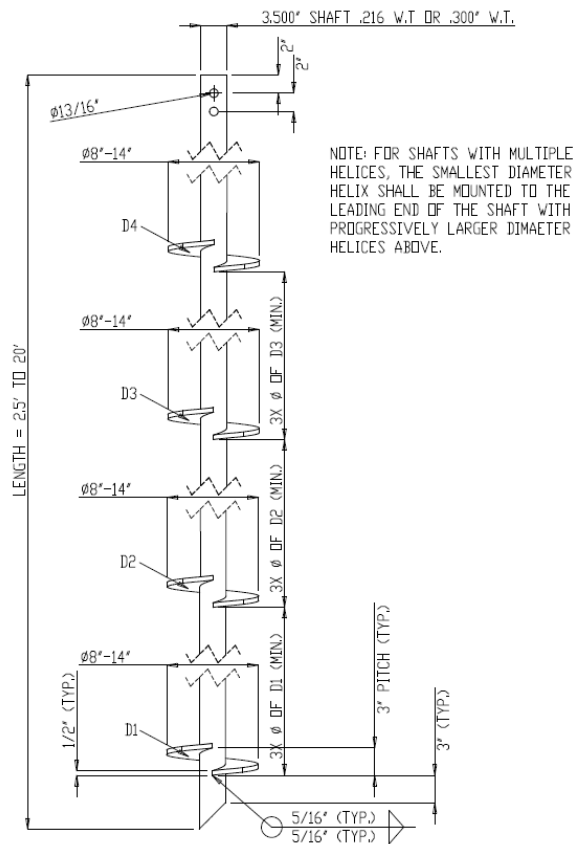 3.500" SHAFT .216 W.T OR .300" W.T.
2"
2"
Ø13/16"
Ø8"-14"
NOTE: FOR SHAFTS WITH MULTIPLE
HELICES, THE SMALLEST DIAMETER
HELIX SHALL BE MOUNTED TO THE
LEADING END OF THE SHAFT WITH
PROGRESSIVELY LARGER DIMAETER
HELICES ABOVE.
D4
Ø8"-14"
3X Ø OF D3 (MIN.)
LENGTH = 2.5' TO 20'
D3
Ø8"-14"
3X Ø OF D2 (MIN.)
D2
Ø8"-14"
3X Ø OF D1 (MIN.)
3" PITCH (TYP.)
3" (TYP.)
1/2" (TYP.)
D1
5/16" (TYP.)
5/16" (TYP.)